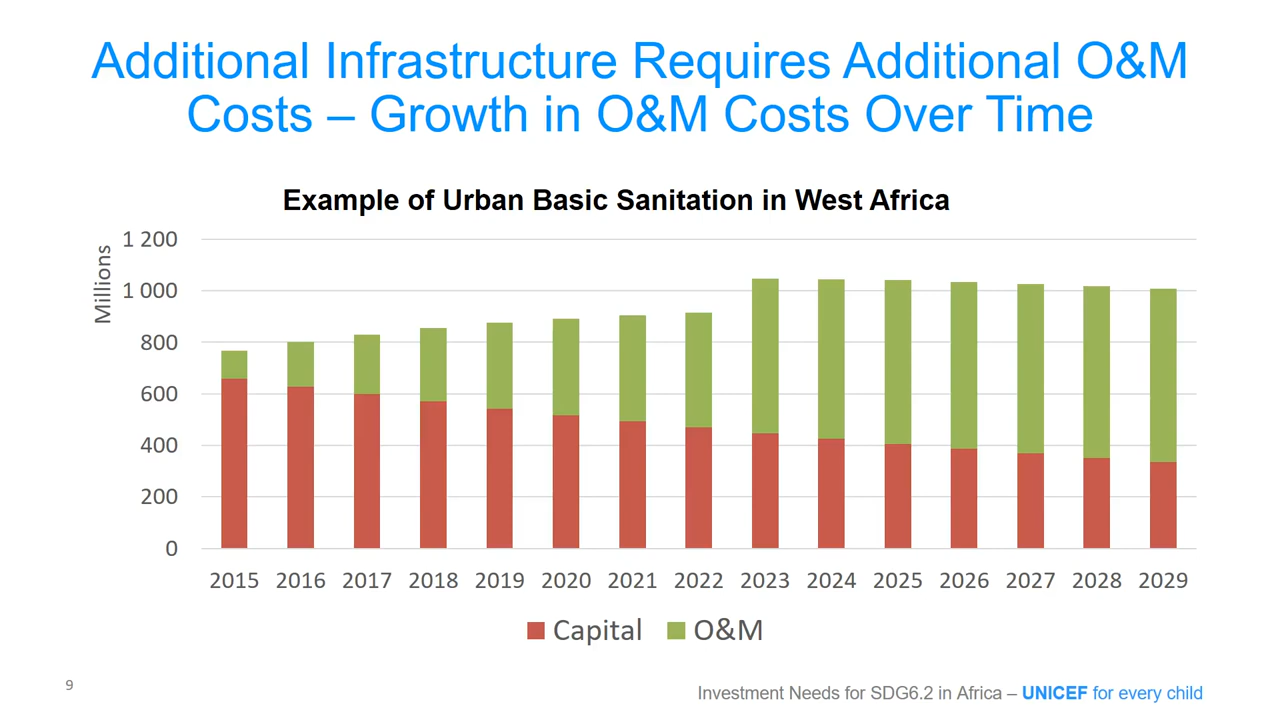 Additional Infrastructure Requires Additional O&M
Costs – Growth in O&M Costs Over Time
Example of Urban Basic Sanitation in West Africa
Millions
1 200
1 000
800
600
400
200
0
2015 2016 2017 2018 2019 2020 2021 2022 2023 2024 2025 2026 2027 2028 2029
Capital O&M
9
Investment Needs for SDG6.2 in Africa – UNICEF for every child